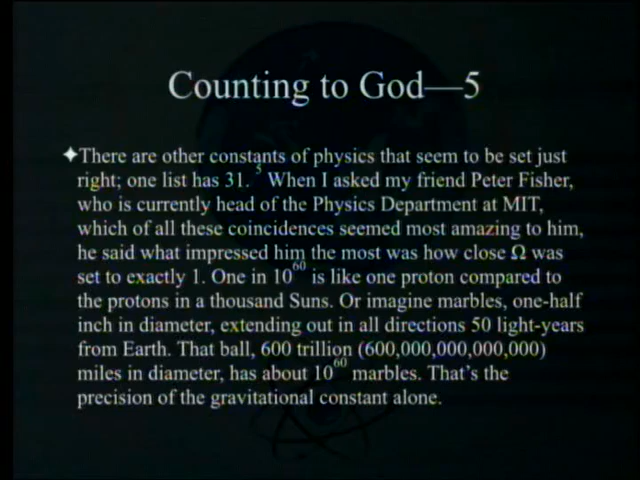 Counting to God—5
✦There are other constants of physics that seem to be set just
right; one list has 31. ⁵ When I asked my friend Peter Fisher,
who is currently head of the Physics Department at MIT,
which of all these coincidences seemed most amazing to him,
he said what impressed him the most was how close Ω was
set to exactly 1. One in 10⁶⁰ is like one proton compared to
the protons in a thousand Suns. Or imagine marbles, one-half
inch in diameter, extending out in all directions 50 light-years
from Earth. That ball, 600 trillion (600,000,000,000,000)
miles in diameter, has about 10⁶⁰ marbles. That's the
precision of the gravitational constant alone.